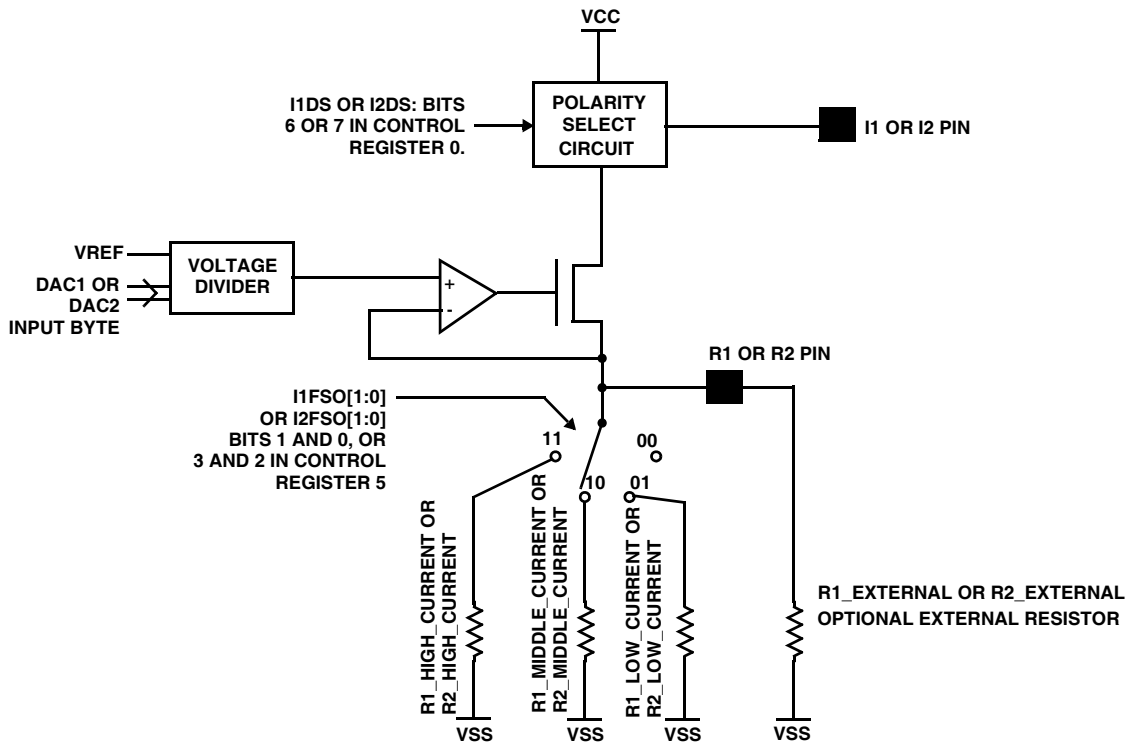 VCC
I1DS OR I2DS: BITS
6 OR 7 IN CONTROL
REGISTER 0.
POLARITY
SELECT
CIRCUIT
I1 OR I2 PIN
VREF
DAC1 OR
DAC2
INPUT BYTE
VOLTAGE
DIVIDER
+
-
R1 OR R2 PIN
I1FSO[1:0]
OR I2FSO[1:0]
BITS 1 AND 0, OR
3 AND 2 IN CONTROL
REGISTER 5
11
00
10
01
R1_HIGH_CURRENT OR
R2_HIGH_CURRENT
R1_MIDDLE_CURRENT OR
R2_MIDDLE_CURRENT
R1_LOW_CURRENT OR
R2_LOW_CURRENT
R1_EXTERNAL OR R2_EXTERNAL
OPTIONAL EXTERNAL RESISTOR
VSS
VSS
VSS
VSS